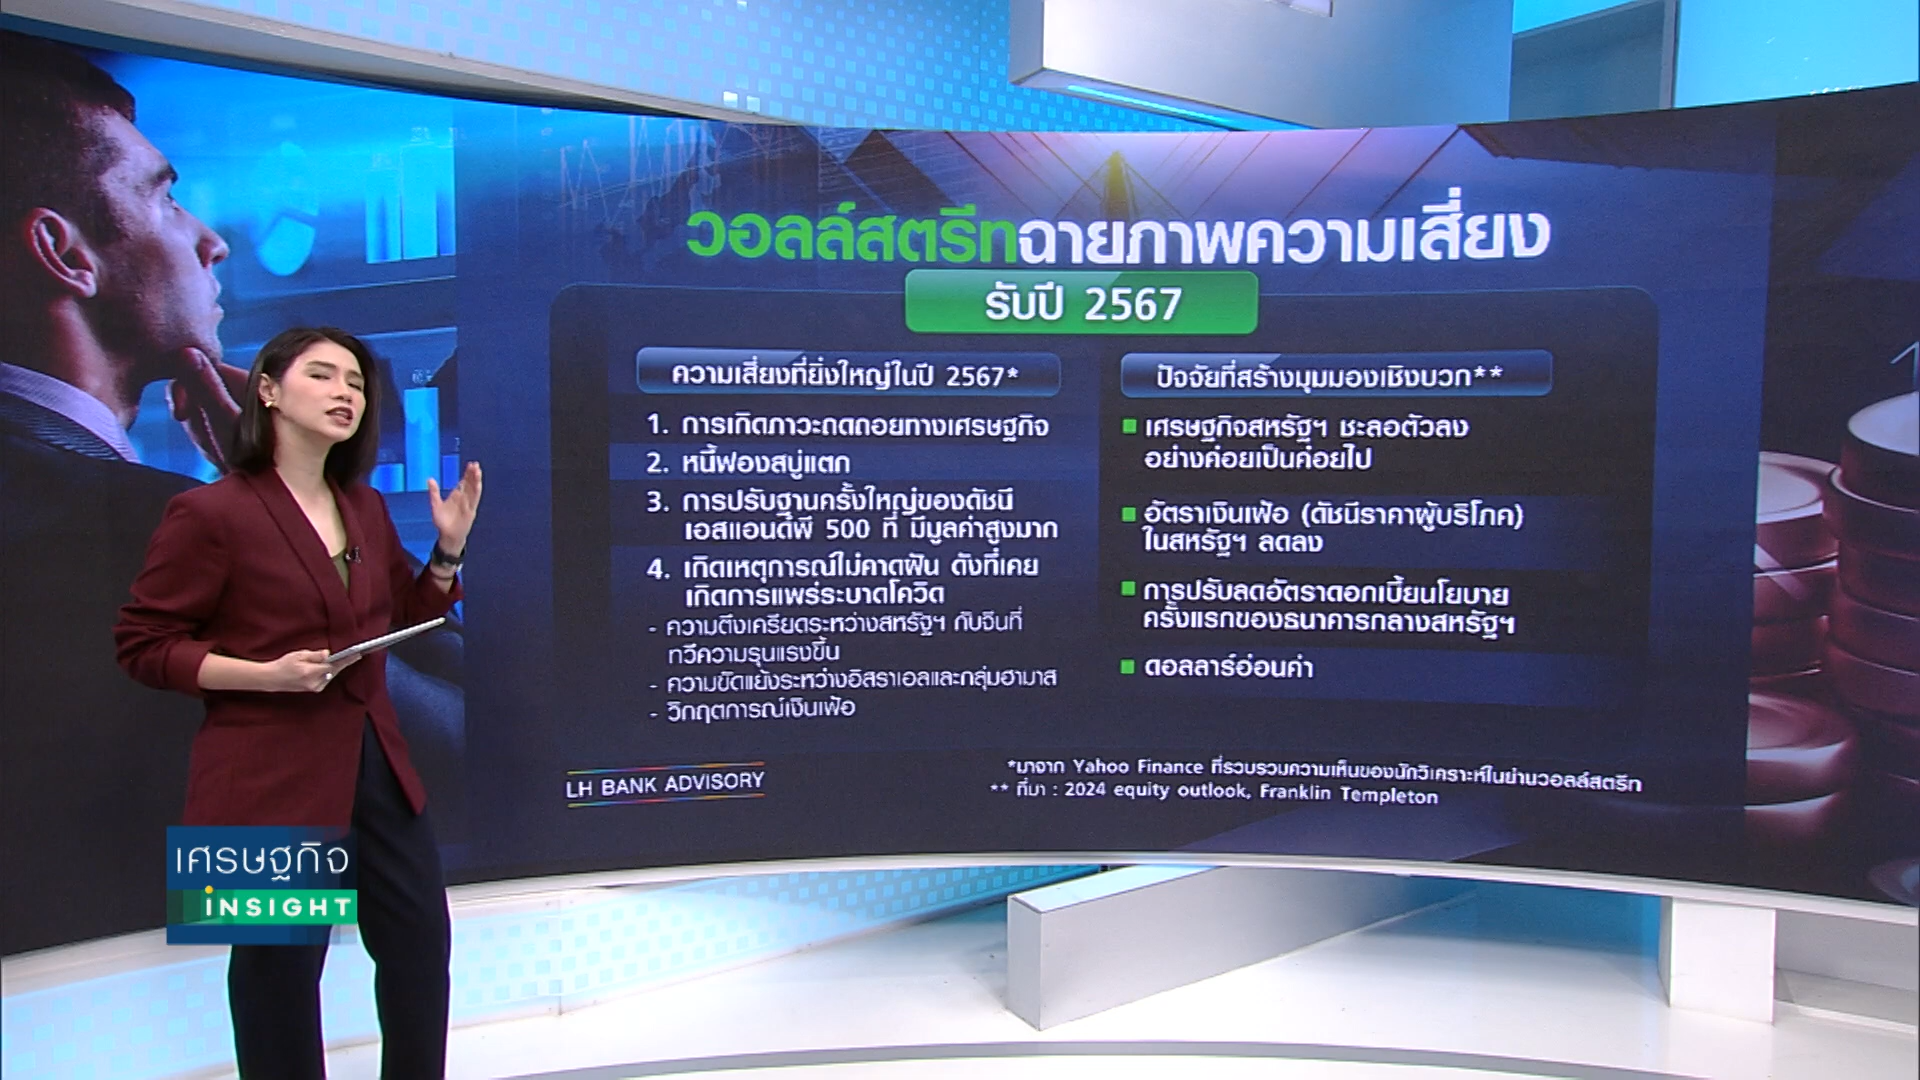 วอลล์สตรีทฉายภาพความเสี่ยง
รับปี 2567
ความเสี่ยงที่ยิ่งใหญ่ในปี 2567*
1. การเกิดภาวะถดถอยทางเศรษฐกิจ
2. หนี้ฟองสบู่แตก
3. การปรับฐานครั้งใหญ่ของดัชนี
เอสแอนด์พี 500 ที่ มีมูลค่าสูงมาก
4. เกิดเหตุการณ์ไม่คาดฝัน ดังที่เคย
เกิดการแพร่ระบาดโควิด
- ความตึงเครียดระหว่างสหรัฐฯ กับจีนที่
ทวีความรุนแรงขึ้น
- ความขัดแย้งระหว่างอิสราเอลและกลุ่มฮามาส
- วิกฤตการณ์เงินเฟ้อ
ปัจจัยที่สร้างมุมมองเชิงบวก**
เศรษฐกิจสหรัฐฯ ชะลอตัวลง
อย่างค่อยเป็นค่อยไป
อัตราเงินเฟ้อ (ดัชนีราคาผู้บริโภค)
ในสหรัฐฯ ลดลง
การปรับลดอัตราดอกเบี้ยนโยบาย
ครั้งแรกของธนาคารกลางสหรัฐฯ
ดอลลาร์อ่อนค่า
LH BANK ADVISORY
*มาจาก Yahoo Finance ที่รวบรวมความเห็นของนักวิเคราะห์ในย่านวอลล์สตรีท
** ที่มา : 2024 equity outlook, Franklin Templeton
เศรษฐกิจ
iNSIGHT